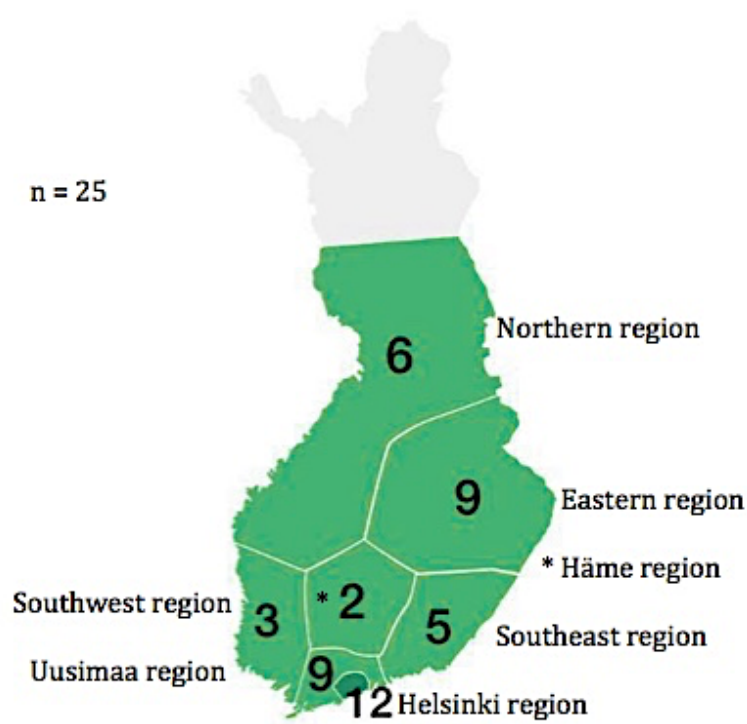 n = 25
6
Northern region
9
Eastern region
* Häme region
Southwest region
3
* 2
5
Southeast region
Uusimaa region
9
12
Helsinki region